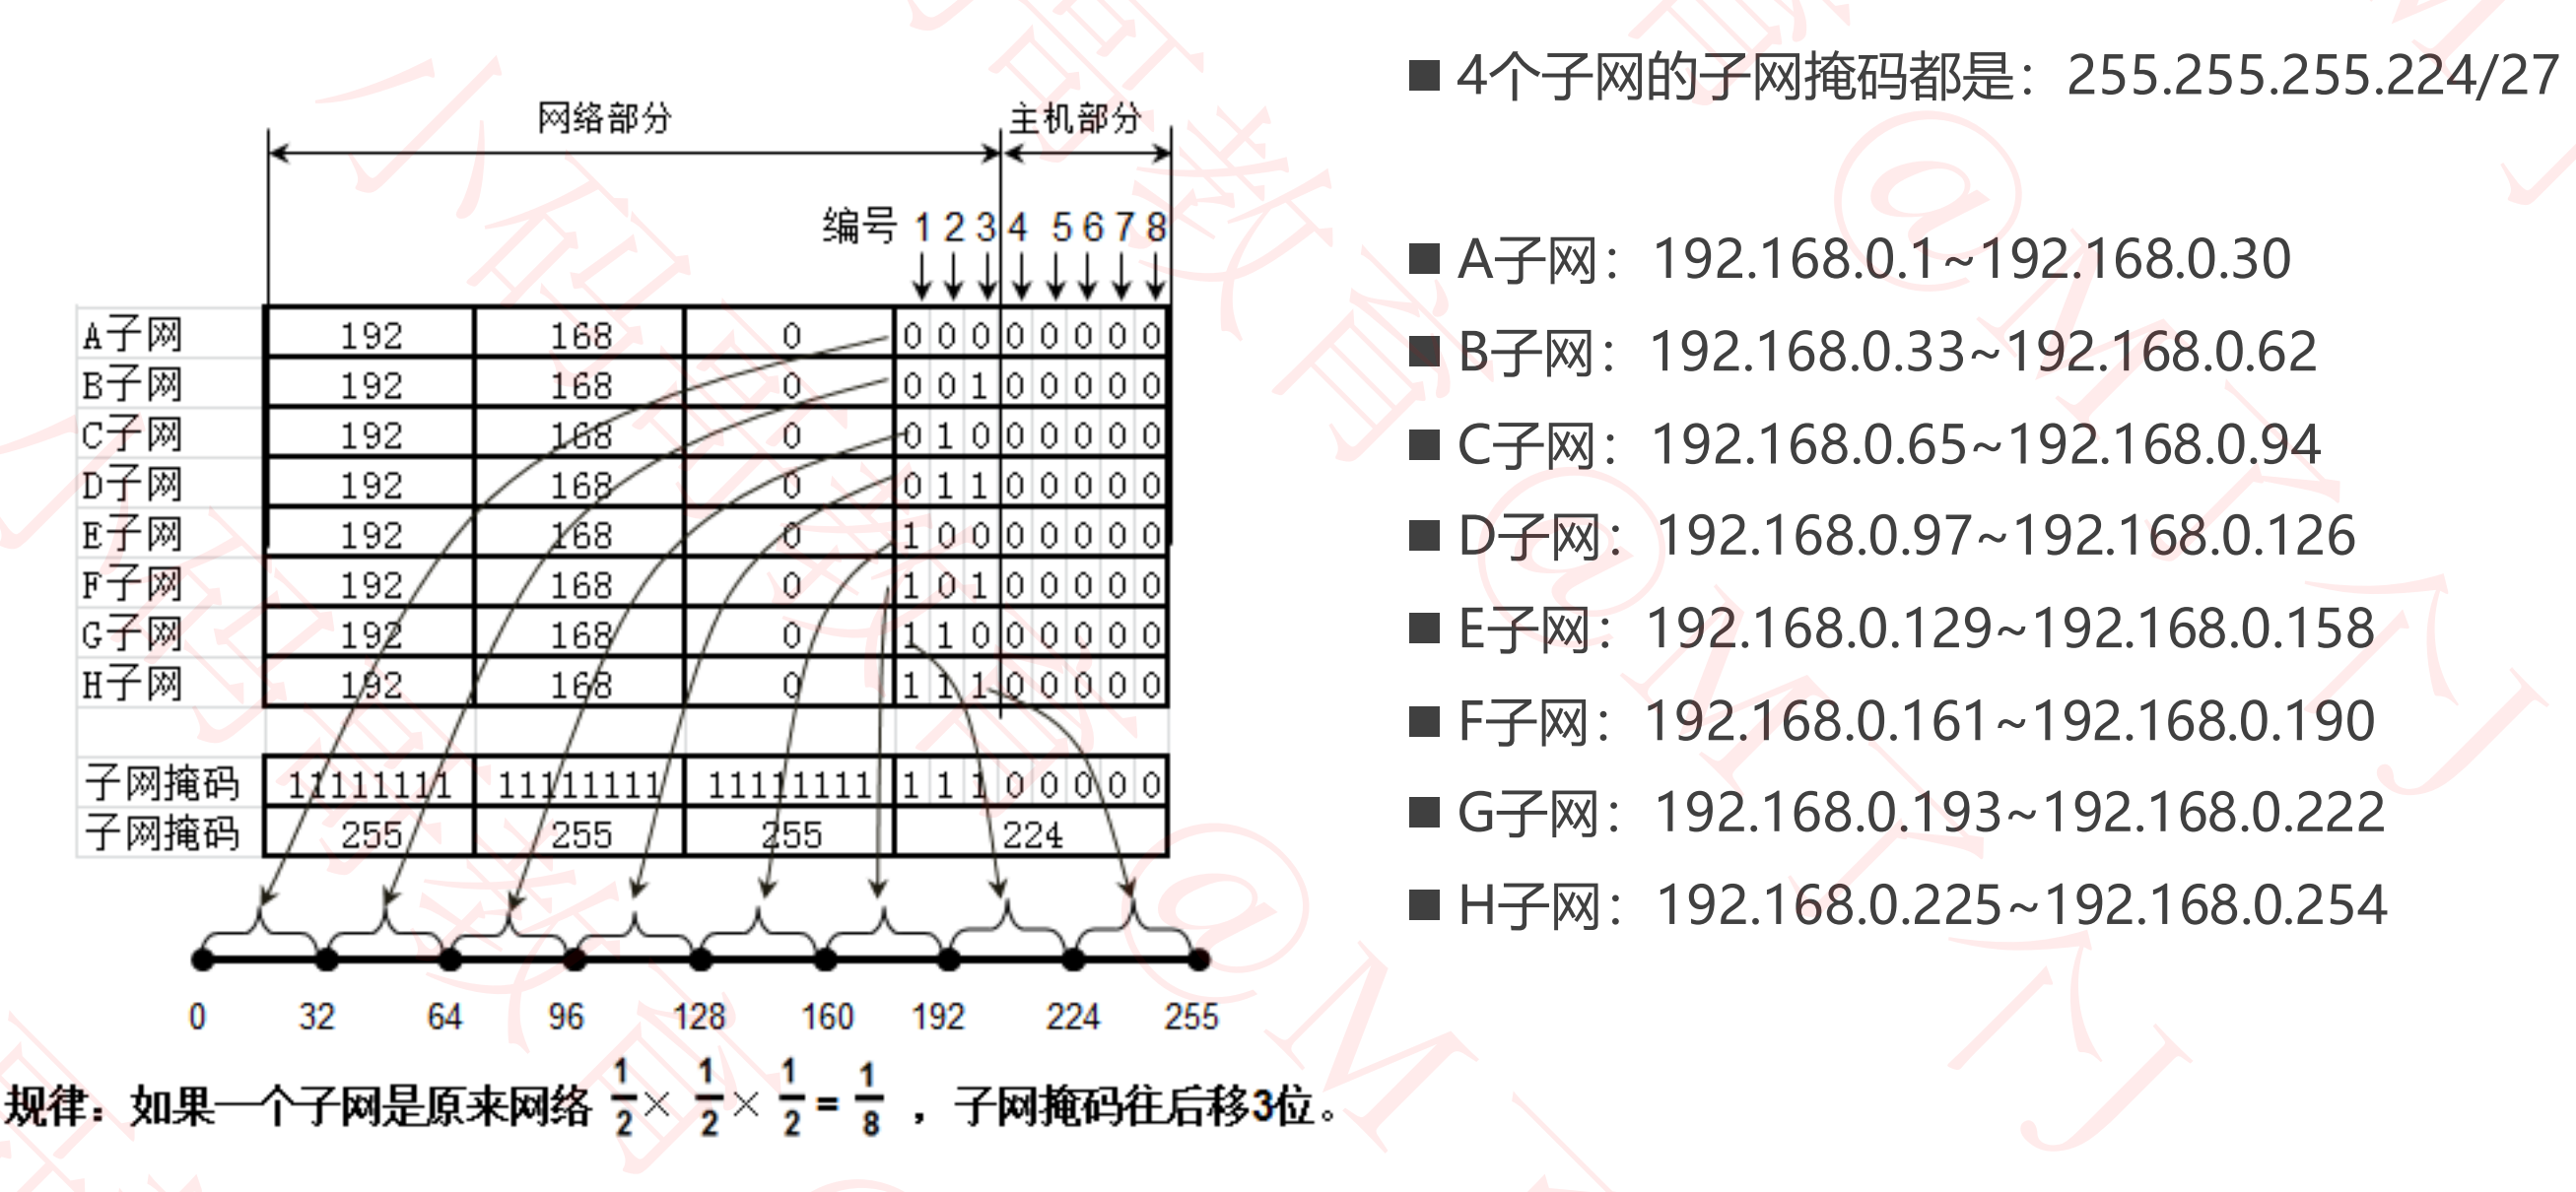 网络部分 主机部分
编号 1 2 3 4 5 6 7 8
A子网 192 168 0 0 0 0 0 0 0 0 0
B子网 192 168 0 0 0 1 0 0 0 0 0
C子网 192 168 0 0 1 0 0 0 0 0 0
D子网 192 168 0 0 1 1 0 0 0 0 0
E子网 192 168 0 1 0 0 0 0 0 0 0
F子网 192 168 0 1 0 1 0 0 0 0 0
G子网 192 168 0 1 1 0 0 0 0 0 0
H子网 192 168 0 1 1 1 0 0 0 0 0
子网掩码 11111111 11111111 11111111 1 1 1 0 0 0 0 0
子网掩码 255 255 255 224
0 32 64 96 128 160 192 224 255
规律：如果一个子网是原来网络 1/2 × 1/2 × 1/2 = 1/8 ，子网掩码往后移3位。
■ 4个子网的子网掩码都是：255.255.255.224/27
■ A子网：192.168.0.1~192.168.0.30
■ B子网：192.168.0.33~192.168.0.62
■ C子网：192.168.0.65~192.168.0.94
■ D子网：192.168.0.97~192.168.0.126
■ E子网：192.168.0.129~192.168.0.158
■ F子网：192.168.0.161~192.168.0.190
■ G子网：192.168.0.193~192.168.0.222
■ H子网：192.168.0.225~192.168.0.254
小码哥教育 @M了个J